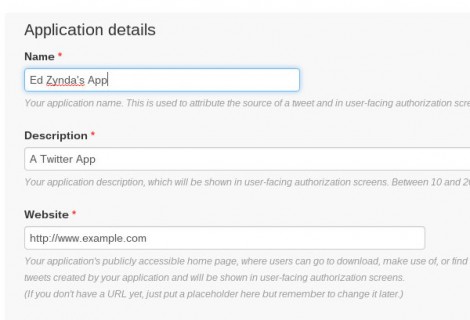 Application details
Name *
Ed Zynda's App
Your application name. This is used to attribute the source of a tweet and in user-facing authorization
Description *
A Twitter App
Your application description, which will be shown in user-facing authorization screens. Between 10 and
Website *
http://www.example.com
Your application's publicly accessible home page, where users can go to download, make use of, or find
tweets created by your application and will be shown in user-facing authorization screens.
(If you don't have a URL yet, just put a placeholder here but remember to change it later.)